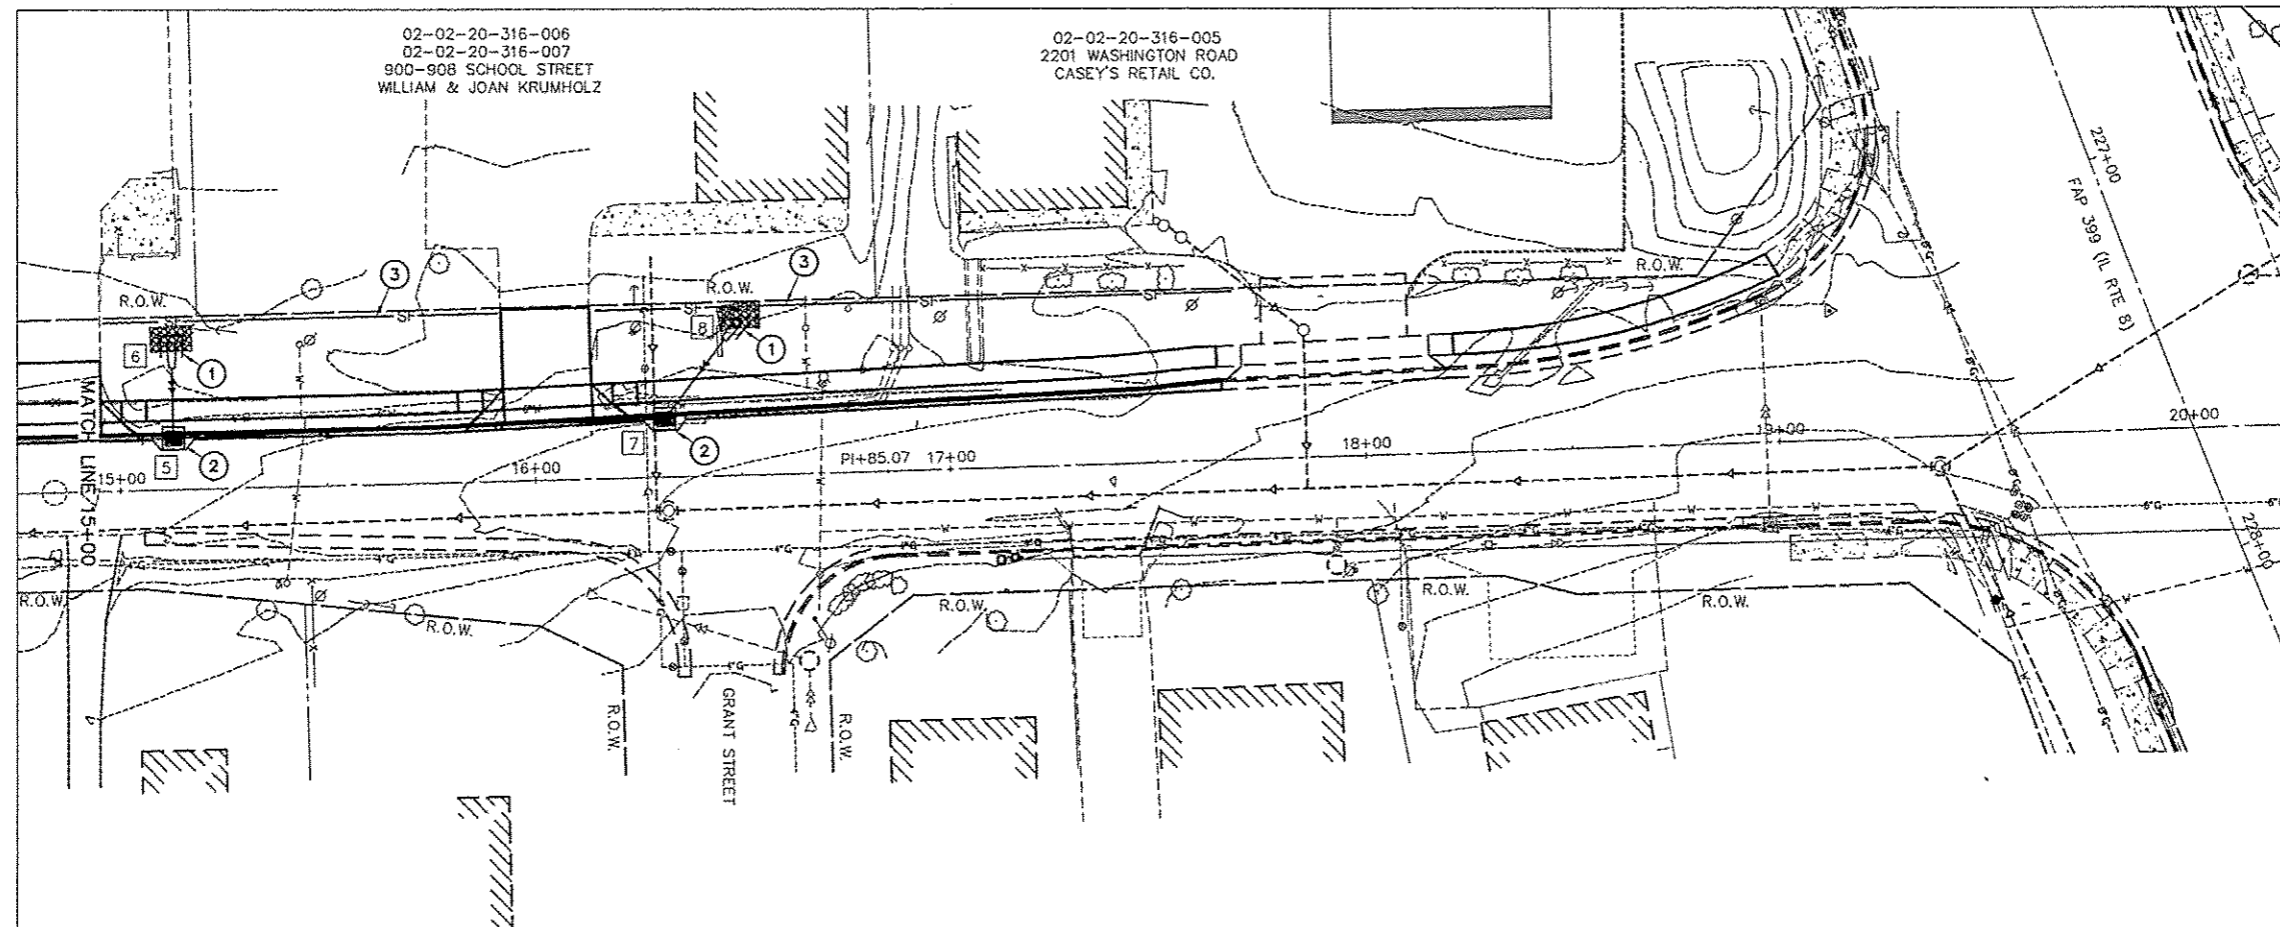 02-02-20-316-006
02-02-20-316-007
900-908 SCHOOL STREET
WILLIAM & JOAN KRUMHOLZ
02-02-20-316-005
2201 WASHINGTON ROAD
CASEY'S RETAIL CO.
227+00
FAP 399 (IL RTE 8)
R.O.W.
3
R.O.W.
3
R.O.W.
SF
SF
SF
SF
SF
6
1
8
1
MATCH LINE 15+00
5
2
7
2
15+00
16+00
PI+85.07
17+00
18+00
19+00
20+00
228+00
W
W
W
W
6"G
R.O.W.
R.O.W.
R.O.W.
R.O.W.
R.O.W.
R.O.W.
R.O.W.
GRANT STREET